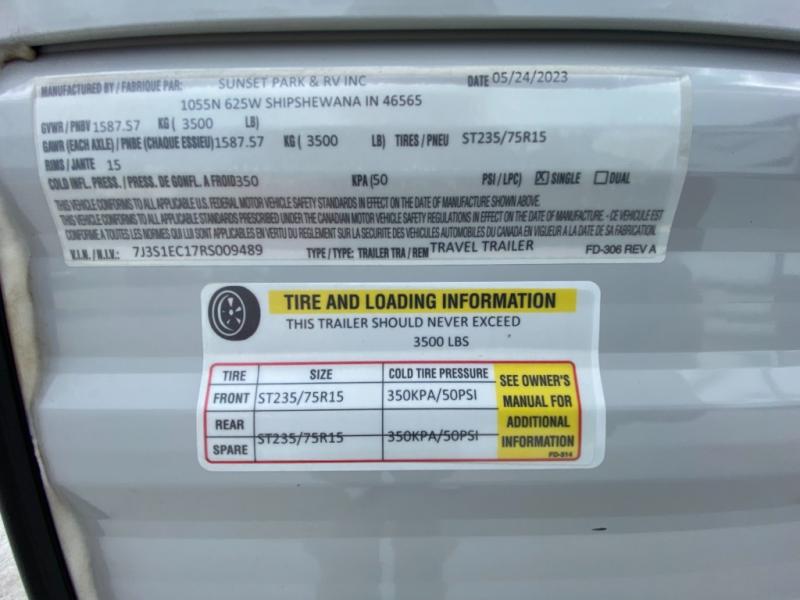 MANUFACTURED BY / FABRIQUE PAR: SUNSET PARK & RV INC DATE 05/24/2023
1055N 625W SHIPSHEWANA IN 46565
GVWR / PNBV 1587.57 KG ( 3500 LB)
GAWR (EACH AXLE) / PNBE (CHAQUE ESSIEU) 1587.57 KG ( 3500 LB) TIRES / PNEU ST235/75R15
RIMS / JANTE 15
COLD INFL. PRESS. / PRESS. DE GONFL. A FROID 350 KPA ( 50 PSI / LPC) ☒ SINGLE ☐ DUAL
THIS VEHICLE CONFORMS TO ALL APPLICABLE U.S. FEDERAL MOTOR VEHICLE SAFETY STANDARDS IN EFFECT ON THE DATE OF MANUFACTURE SHOWN ABOVE.
THIS VEHICLE CONFORMS TO ALL APPLICABLE STANDARDS PRESCRIBED UNDER THE CANADIAN MOTOR VEHICLE SAFETY REGULATIONS IN EFFECT ON THE DATE OF MANUFACTURE - CE VEHICULE EST
CONFORME A TOUTES LES NORMES QUI LUI SONT APPLICABLES EN VERTU DU REGLEMENT SUR LA SECURITE DES VEHICULES AUTOMOBILES DU CANADA EN VIGUEUR A LA DATE DE SA FABRICATION.
V.I.N. / N.I.V.: 7J3S1EC17RS009489 TYPE / TYPE: TRAILER TRA / REM TRAVEL TRAILER FD-306 REV A
TIRE AND LOADING INFORMATION
THIS TRAILER SHOULD NEVER EXCEED
3500 LBS
TIRE SIZE COLD TIRE PRESSURE
FRONT ST235/75R15 350KPA/50PSI
REAR
SPARE ST235/75R15 350KPA/50PSI
SEE OWNER'S
MANUAL FOR
ADDITIONAL
INFORMATION
FD-314